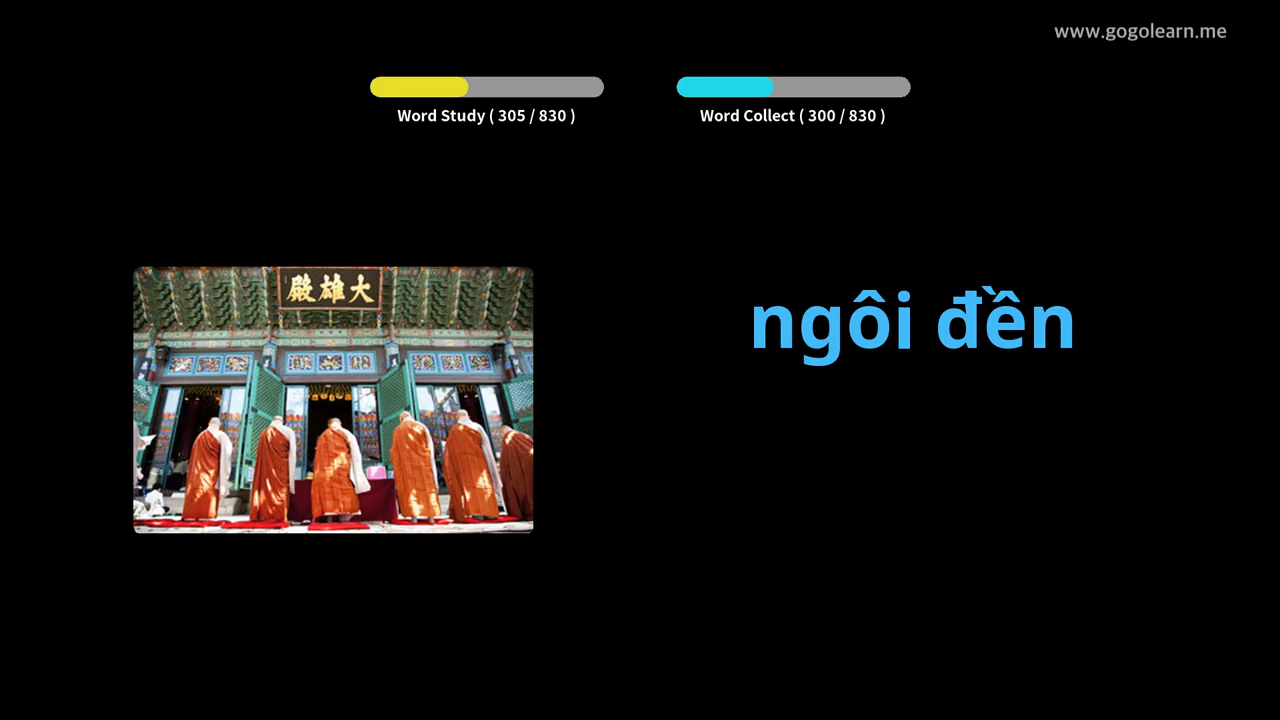 www.gogolearn.me
Word Study ( 305 / 830 )
Word Collect ( 300 / 830 )
殿雄大
ngôi đền